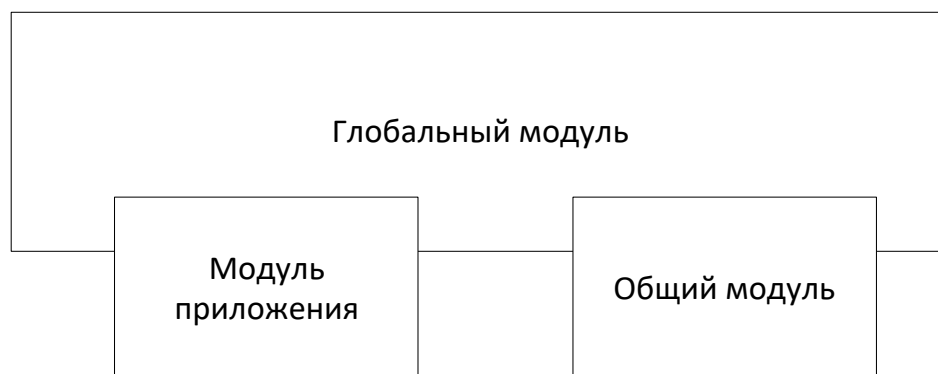 Глобальный модуль
Модуль
приложения
Общий модуль